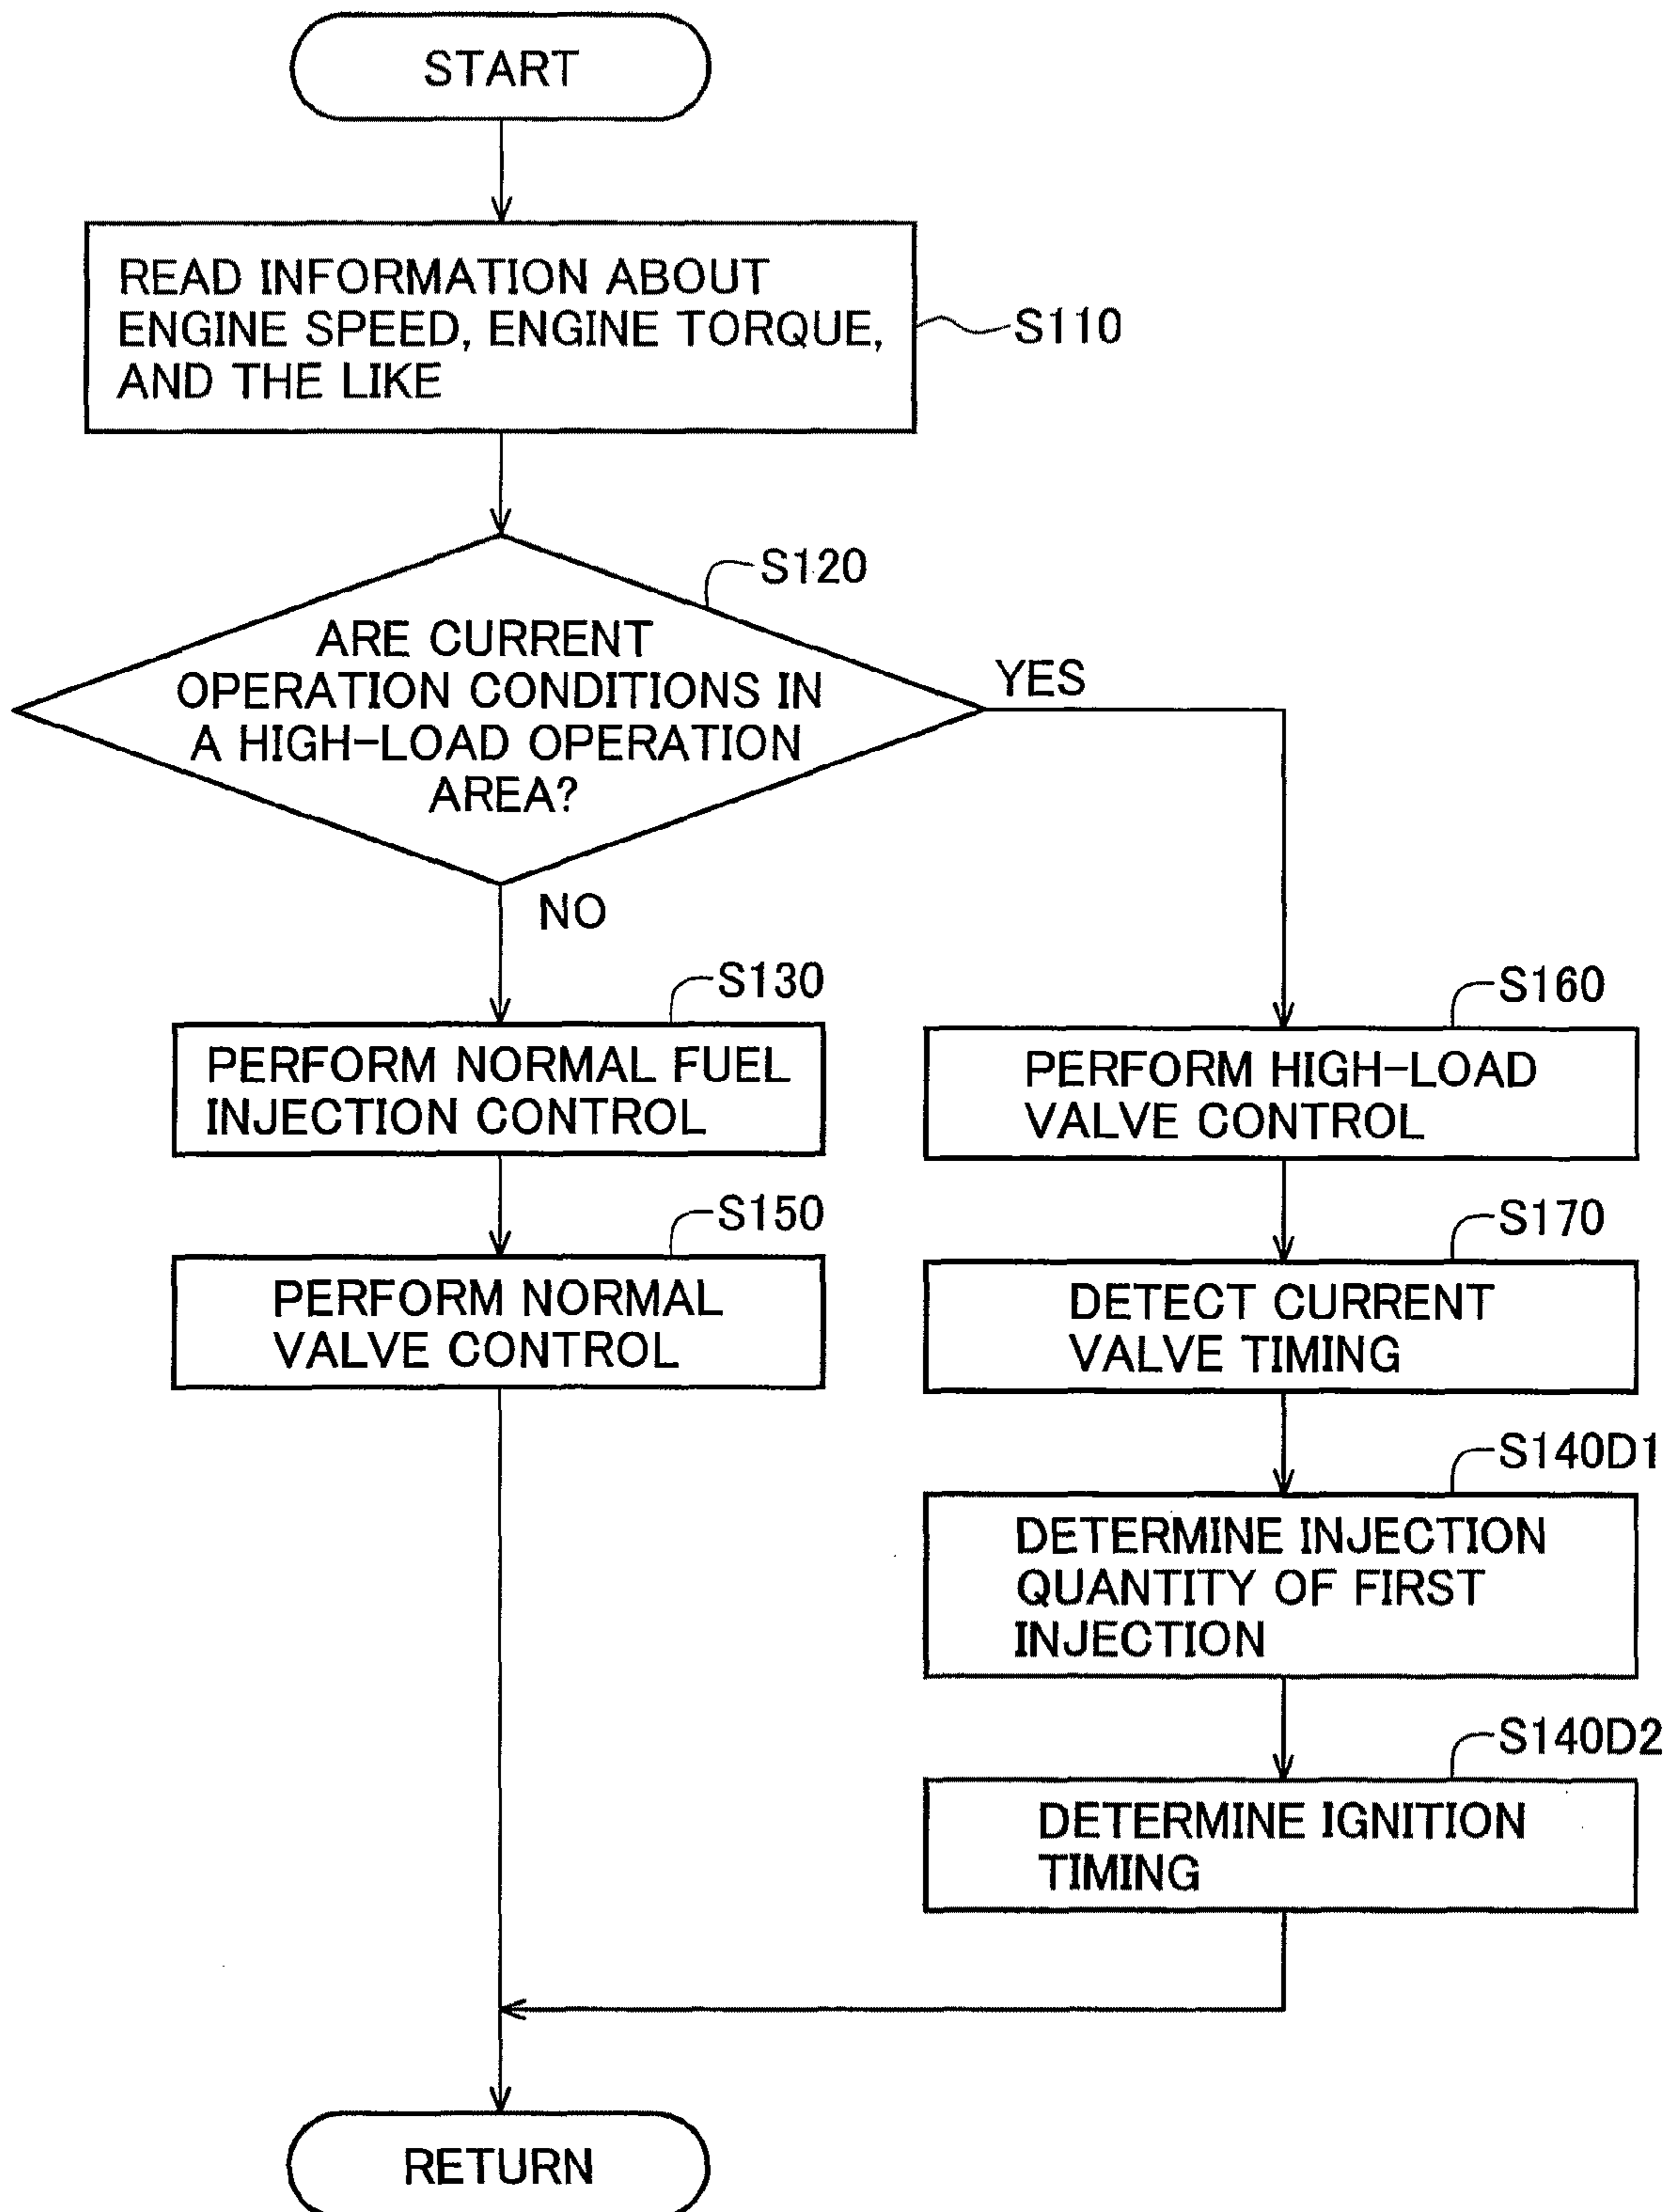 START
READ INFORMATION ABOUT
ENGINE SPEED, ENGINE TORQUE,
AND THE LIKE
S110
S120
ARE CURRENT
OPERATION CONDITIONS IN
A HIGH-LOAD OPERATION
AREA?
YES
NO
S130
PERFORM NORMAL FUEL
INJECTION CONTROL
S150
PERFORM NORMAL
VALVE CONTROL
S160
PERFORM HIGH-LOAD
VALVE CONTROL
S170
DETECT CURRENT
VALVE TIMING
S140D1
DETERMINE INJECTION
QUANTITY OF FIRST
INJECTION
S140D2
DETERMINE IGNITION
TIMING
RETURN